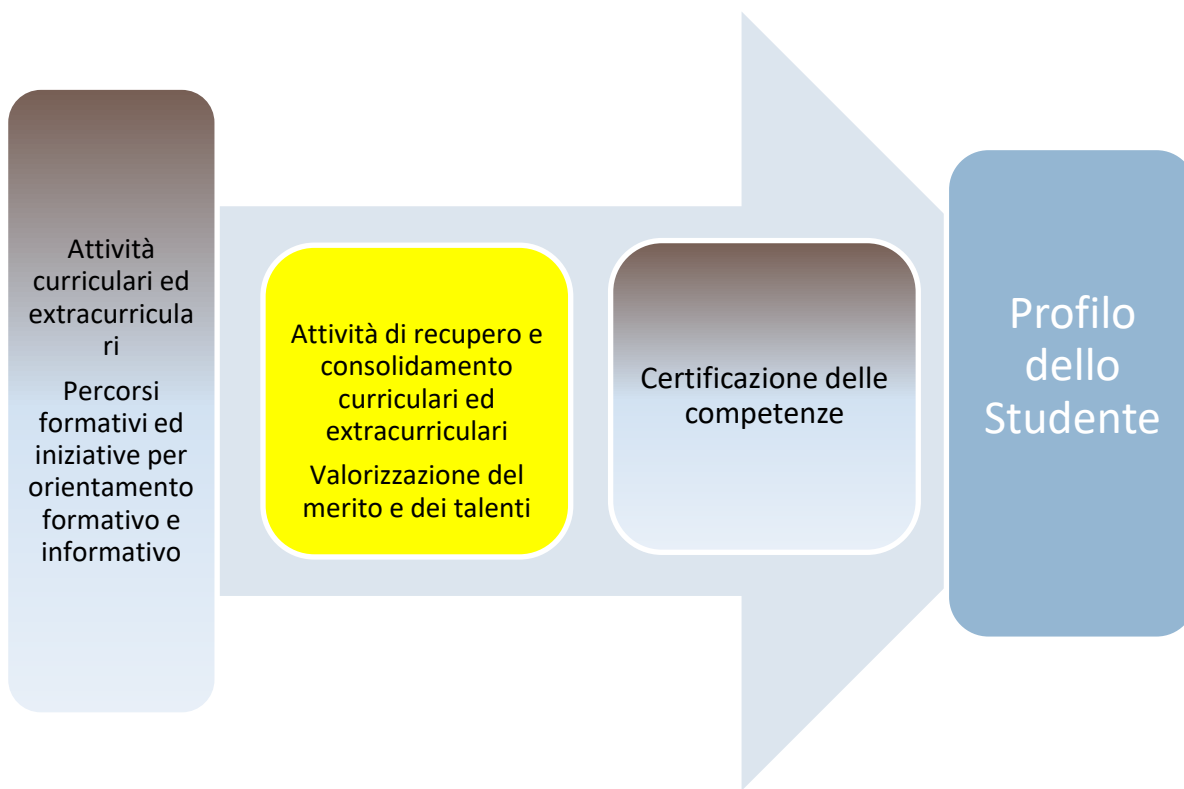 Attività
curriculari ed
extracurricula
ri
Percorsi
formativi ed
iniziative per
orientamento
formativo e
informativo
Attività di recupero e
consolidamento
curriculari ed
extracurriculari
Valorizzazione del
merito e dei talenti
Certificazione delle
competenze
Profilo
dello
Studente